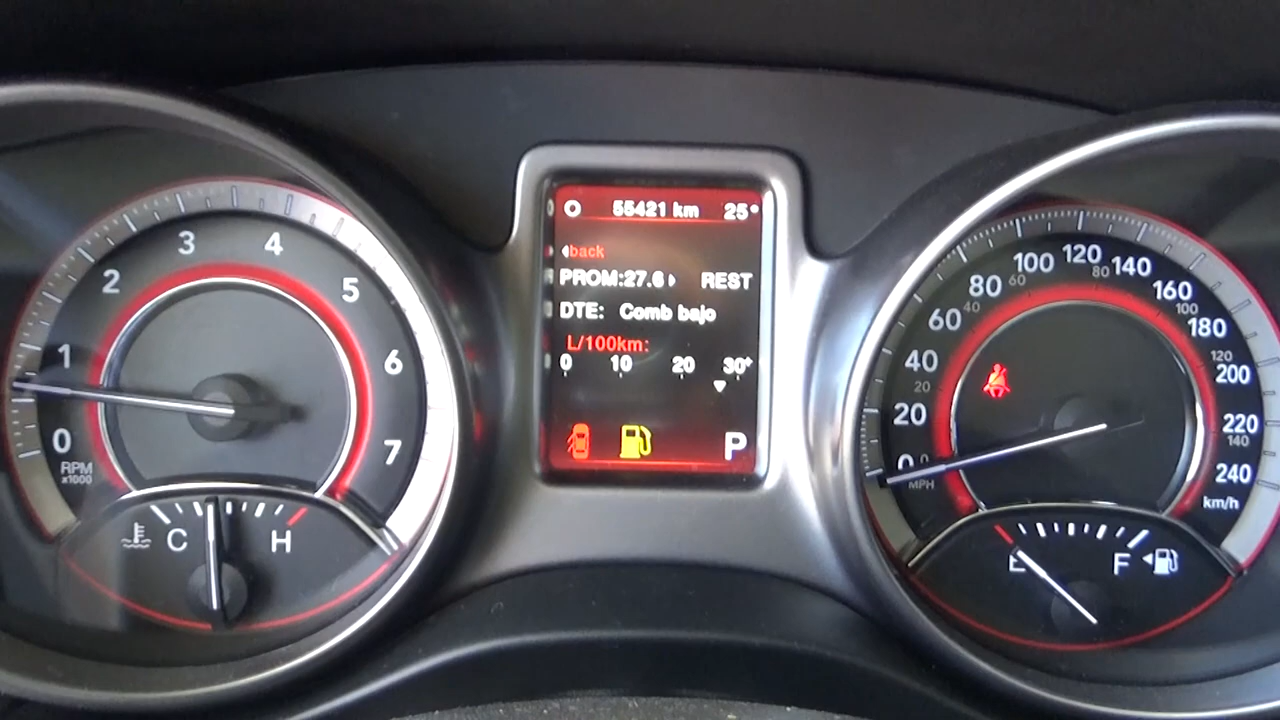 55421 km 25°
back
PROM:27.6 REST
DTE: Comb bajo
L/100km:
0 10 20 30+
P
0 1 2 3 4 5 6 7
RPM
x1000
C H
0 20 40 60 80 100 120 140 160 180 200 220 240
km/h
0 20 40 60 80 100 120 140
MPH
E F